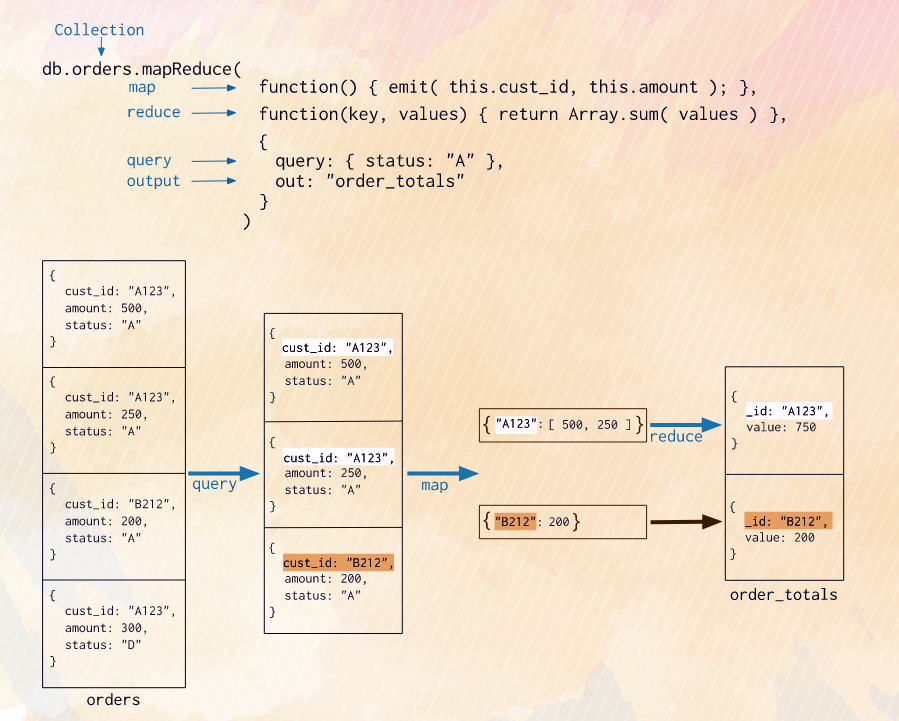 Collection
db.orders.mapReduce(
map function() { emit( this.cust_id, this.amount ); },
reduce function(key, values) { return Array.sum( values ) },
{
query query: { status: "A" },
output out: "order_totals"
}
)
{
cust_id: "A123",
amount: 500,
status: "A"
}
{
cust_id: "A123",
amount: 250,
status: "A"
}
{
cust_id: "B212",
amount: 200,
status: "A"
}
{
cust_id: "A123",
amount: 300,
status: "D"
}
orders
query
{
cust_id: "A123",
amount: 500,
status: "A"
}
{
cust_id: "A123",
amount: 250,
status: "A"
}
{
cust_id: "B212",
amount: 200,
status: "A"
}
map
{"A123": [ 500, 250 ]}
{"B212": 200}
reduce
{
_id: "A123",
value: 750
}
{
_id: "B212",
value: 200
}
order_totals